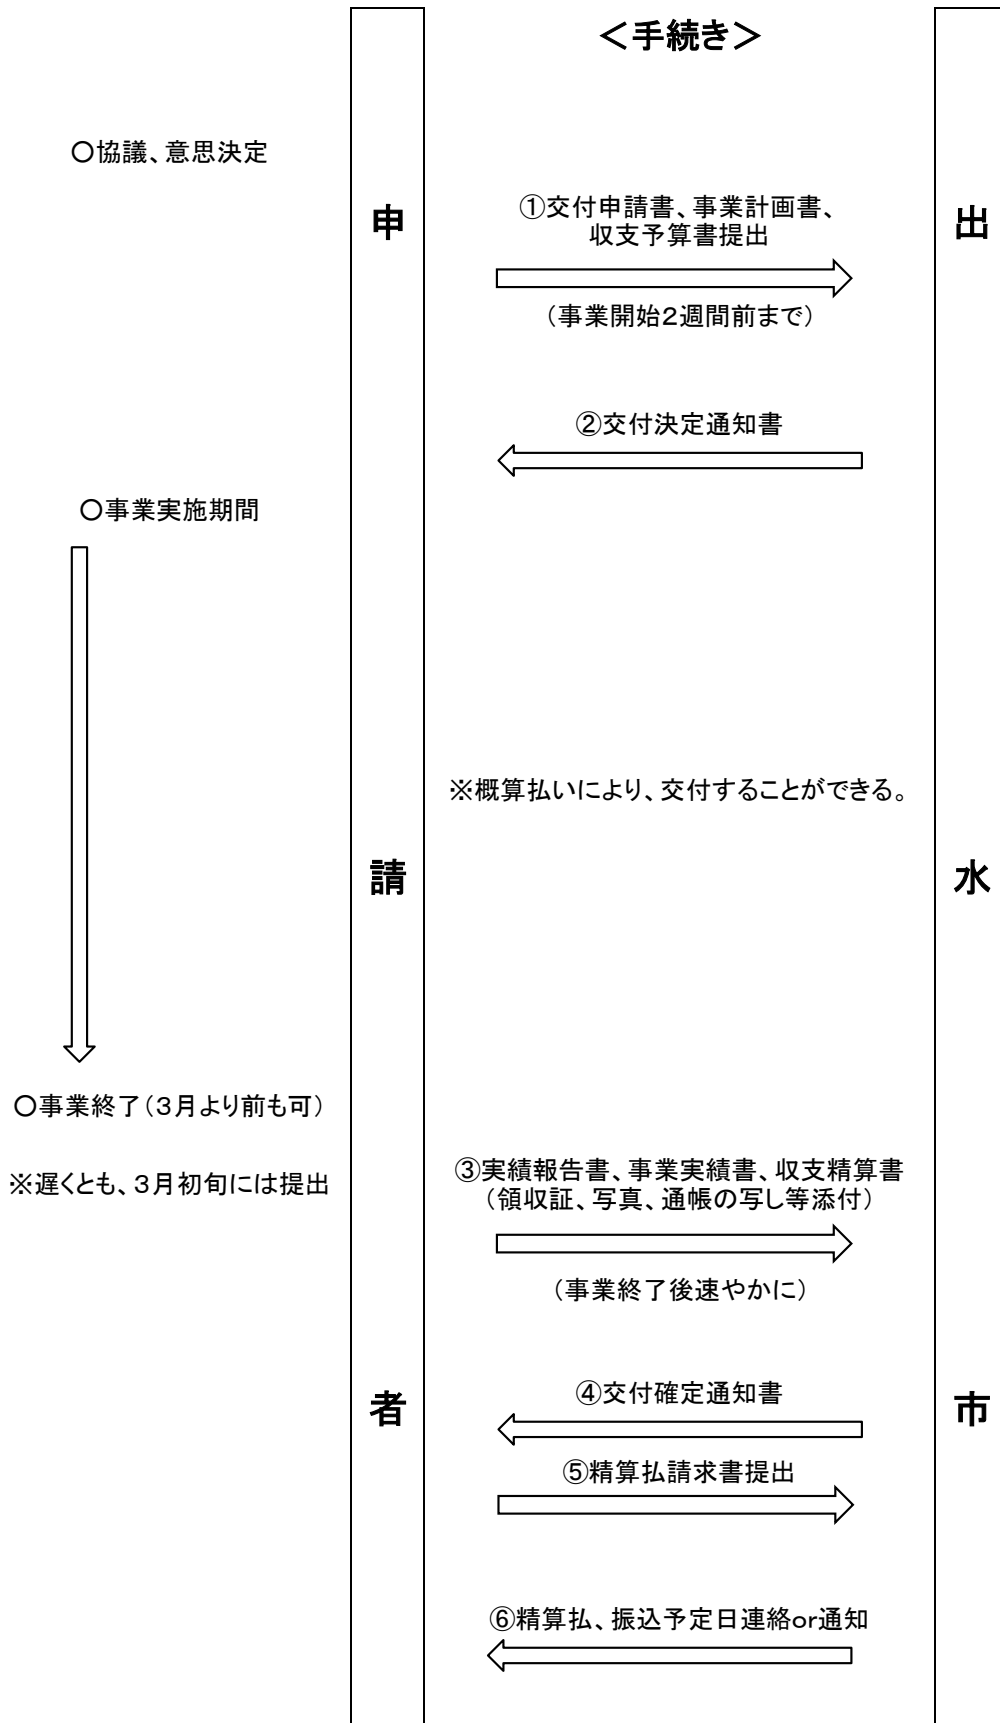 ＜手続き＞
○協議、意思決定
①交付申請書、事業計画書、
収支予算書提出
（事業開始2週間前まで）
②交付決定通知書
○事業実施期間
※概算払いにより、交付することができる。
○事業終了（3月より前も可）
※遅くとも、3月初旬には提出
③実績報告書、事業実績書、収支精算書
（領収証、写真、通帳の写し等添付）
（事業終了後速やかに）
④交付確定通知書
⑤精算払請求書提出
⑥精算払、振込予定日連絡or通知
申
請
者
出
水
市